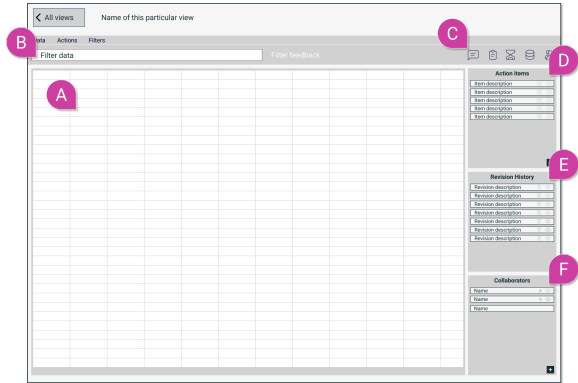 All views
Name of this particular view
C
B
ata
Actions
Filters
Filter data
Filter feedback
D
A
Action items
Item description
Item description
Item description
Item description
Item description
E
Revision History
Revision description
Revision description
Revision description
Revision description
Revision description
Revision description
Revision description
F
Collaborators
Name
Name
Name